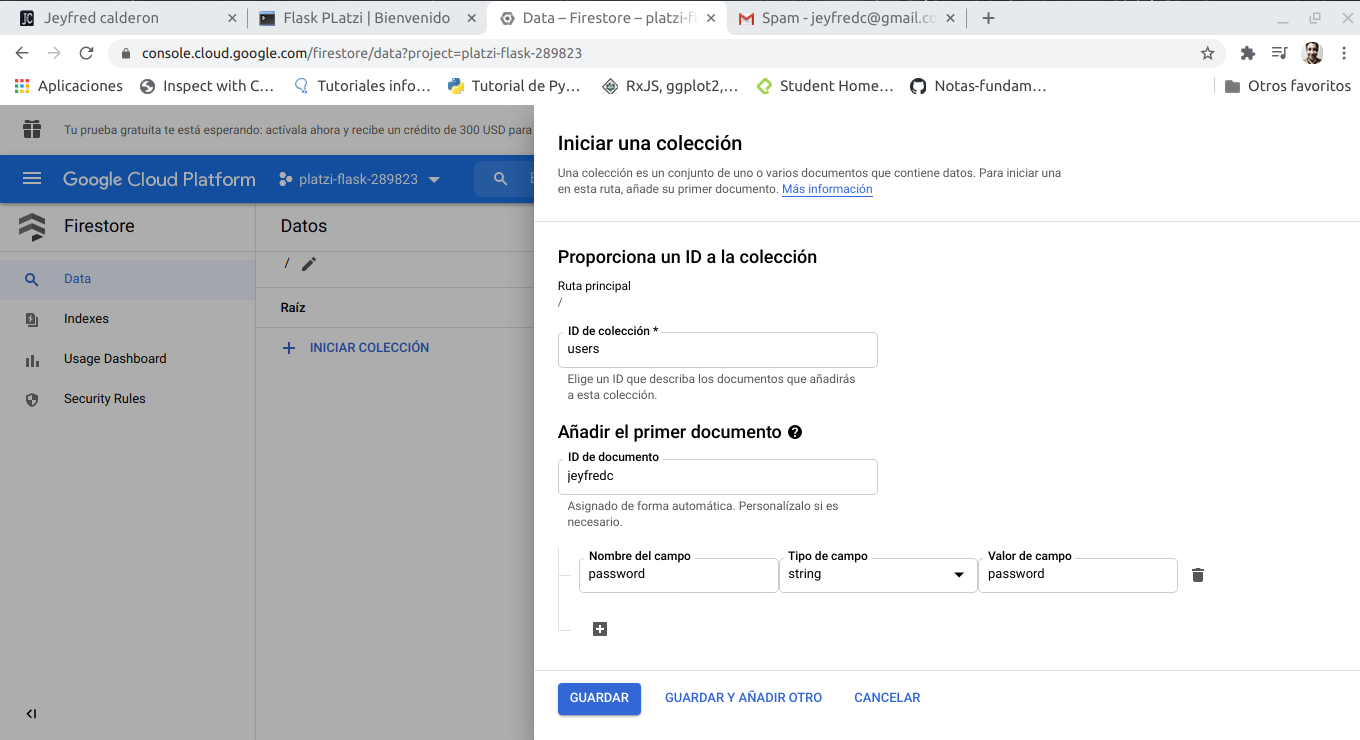 Jeyfred calderon
Flask PLatzi | Bienvenido
Data – Firestore – platzi-fl
Spam - jeyfredc@gmail.co
console.cloud.google.com/firestore/data?project=platzi-flask-289823
Aplicaciones
Inspect with C...
Tutoriales info...
Tutorial de Py...
RxJS, ggplot2,...
Student Home...
Notas-fundam...
Otros favoritos
Tu prueba gratuita te está esperando: actívala ahora y recibe un crédito de 300 USD para
Google Cloud Platform
platzi-flask-289823
Firestore
Data
Indexes
Usage Dashboard
Security Rules
Datos
/
Raíz
INICIAR COLECCIÓN
Iniciar una colección
Una colección es un conjunto de uno o varios documentos que contiene datos. Para iniciar una
en esta ruta, añade su primer documento. Más información
Proporciona un ID a la colección
Ruta principal
/
ID de colección *
users
Elige un ID que describa los documentos que añadirás
a esta colección.
Añadir el primer documento
ID de documento
jeyfredc
Asignado de forma automática. Personalízalo si es
necesario.
Nombre del campo
password
Tipo de campo
string
Valor de campo
password
GUARDAR
GUARDAR Y AÑADIR OTRO
CANCELAR